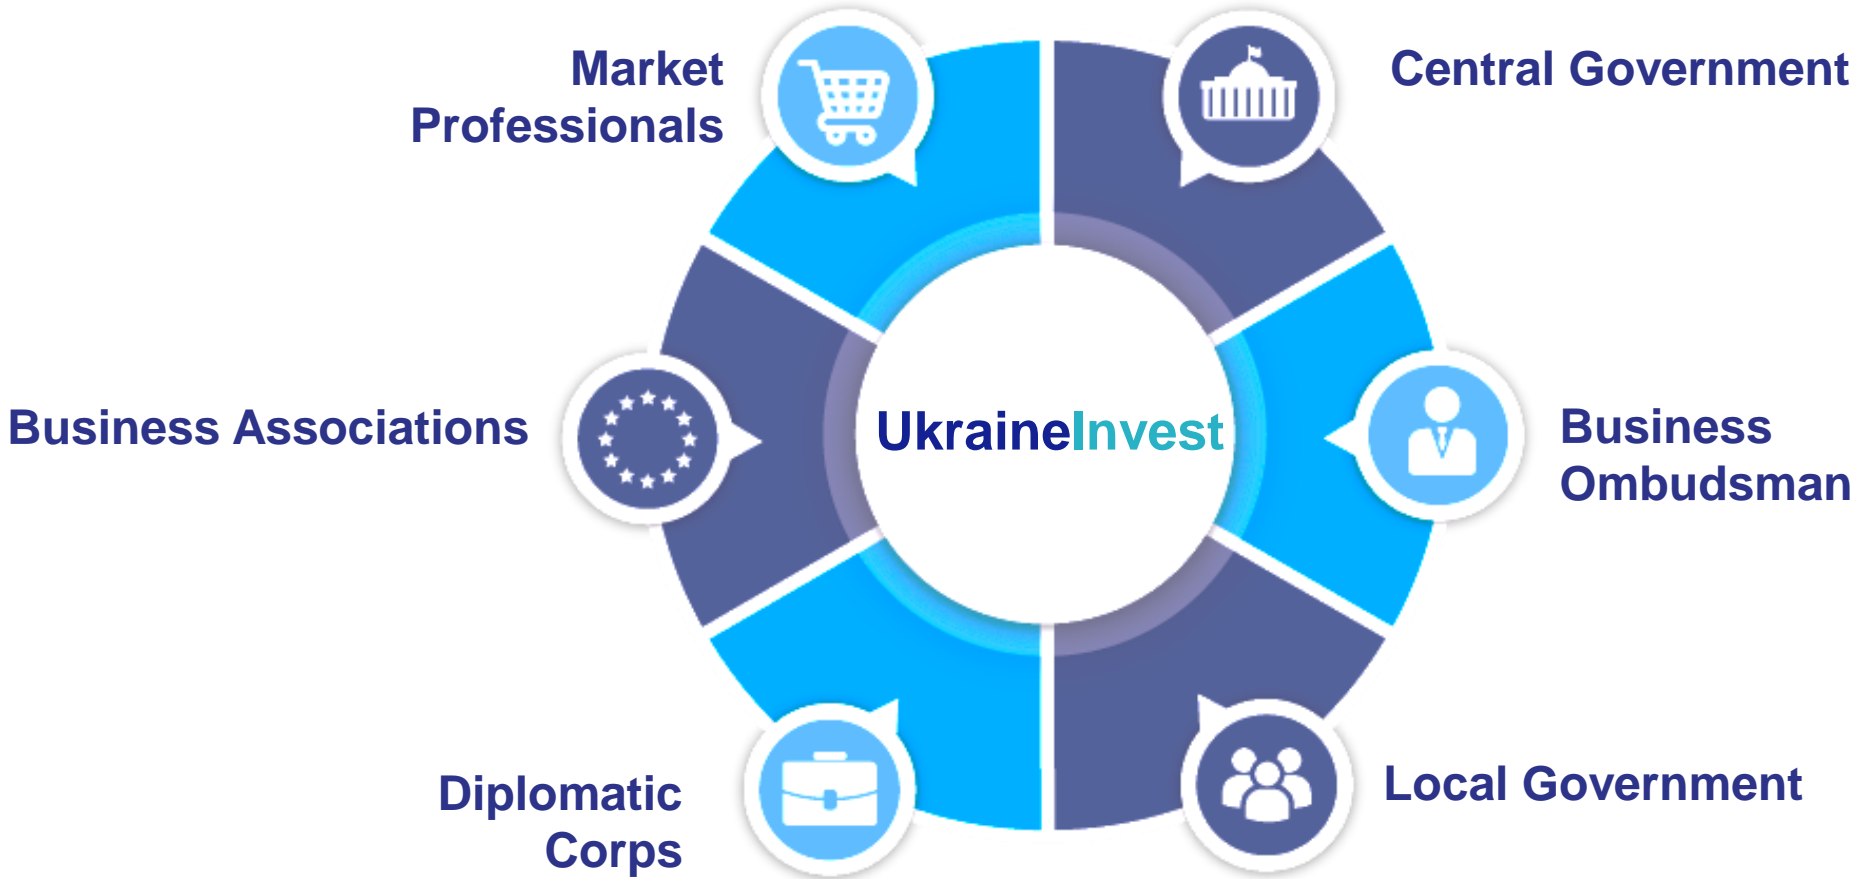 Market
Professionals
Central Government
Business Associations
UkraineInvest
Business
Ombudsman
Diplomatic
Corps
Local Government